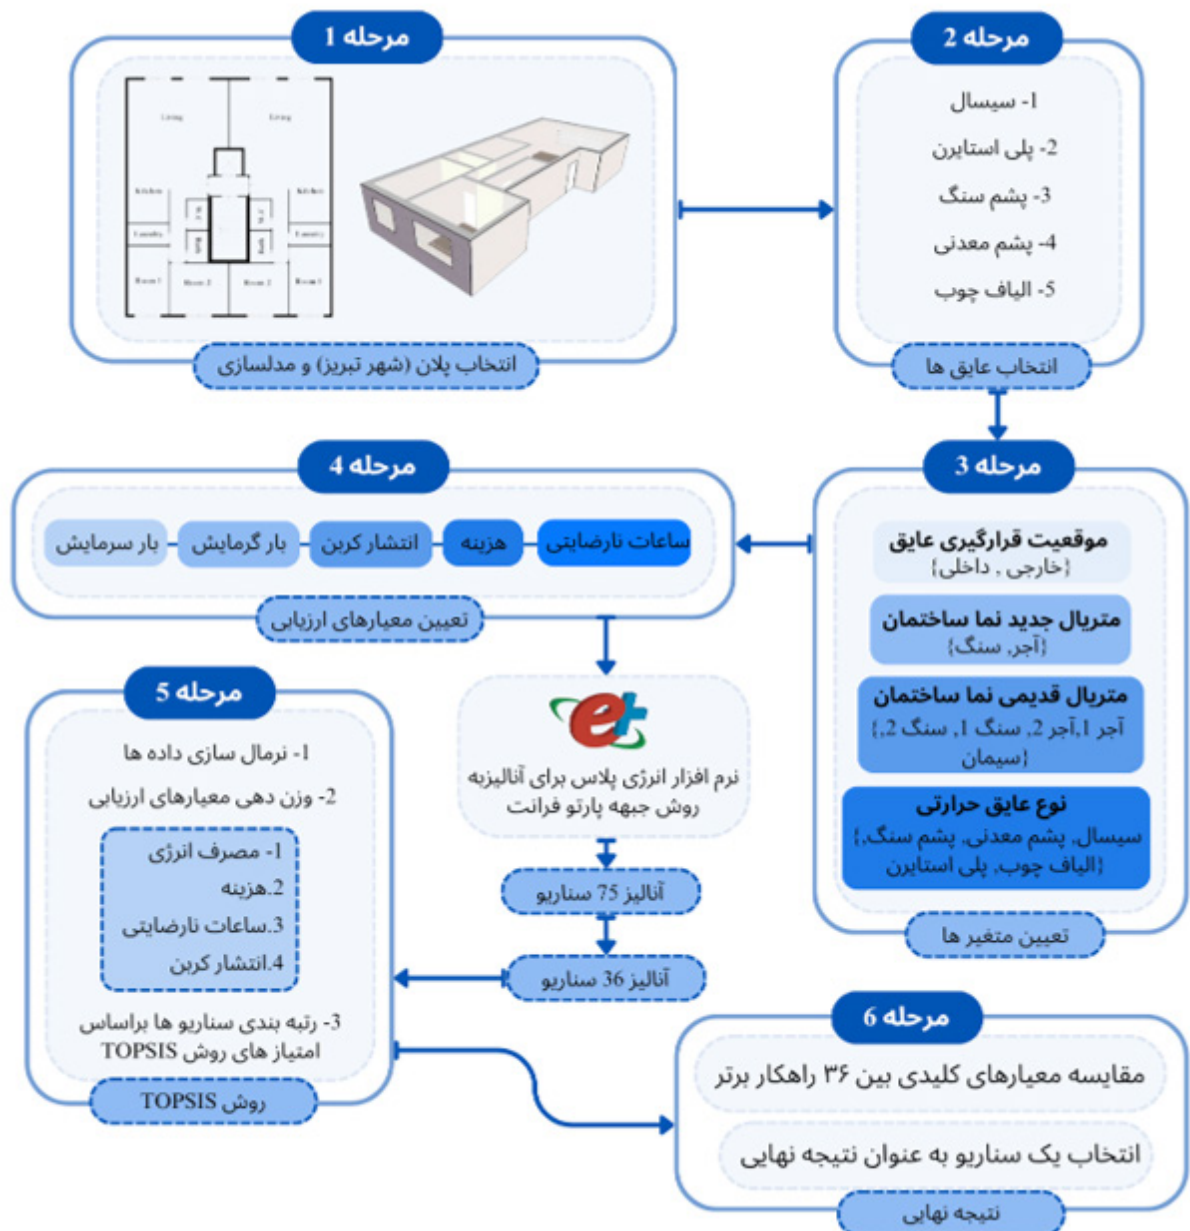 مرحله 1
Living
Living
Kitchen
Kitchen
Laundry
Laundry
Bath
Room 1
Room 2
Room 2
Room 1
انتخاب پلان (شهر تبریز) و مدلسازی
مرحله 2
1- سیسال
2- پلی استایرن
3- پشم سنگ
4- پشم معدنی
5- الیاف چوب
انتخاب عایق ها
مرحله 3
موقعیت قرارگیری عایق
{خارجی , داخلی}
متریال جدید نما ساختمان
{آجر, سنگ}
متریال قدیمی نما ساختمان
آجر 1,آجر 2, سنگ 1, سنگ 2,}
{سیمان
نوع عایق حرارتی
سیسال, پشم معدنی, پشم سنگ,}
{الیاف چوب, پلی استایرن
تعیین متغیر ها
مرحله 4
ساعات نارضایتی
هزینه
انتشار کربن
بار گرمایش
بار سرمایش
تعیین معیارهای ارزیابی
et
نرم افزار انرژی پلاس برای آنالیزبه
روش جبهه پارتو فرانت
آنالیز 75 سناریو
آنالیز 36 سناریو
مرحله 5
1- نرمال سازی داده ها
2- وزن دهی معیارهای ارزیابی
1- مصرف انرژی
2.هزینه
3.ساعات نارضایتی
4.انتشار کربن
3- رتبه بندی سناریو ها براساس
امتیاز های روش TOPSIS
روش TOPSIS
مرحله 6
مقایسه معیارهای کلیدی بین ۳۶ راهکار برتر
انتخاب یک سناریو به عنوان نتیجه نهایی
نتیجه نهایی